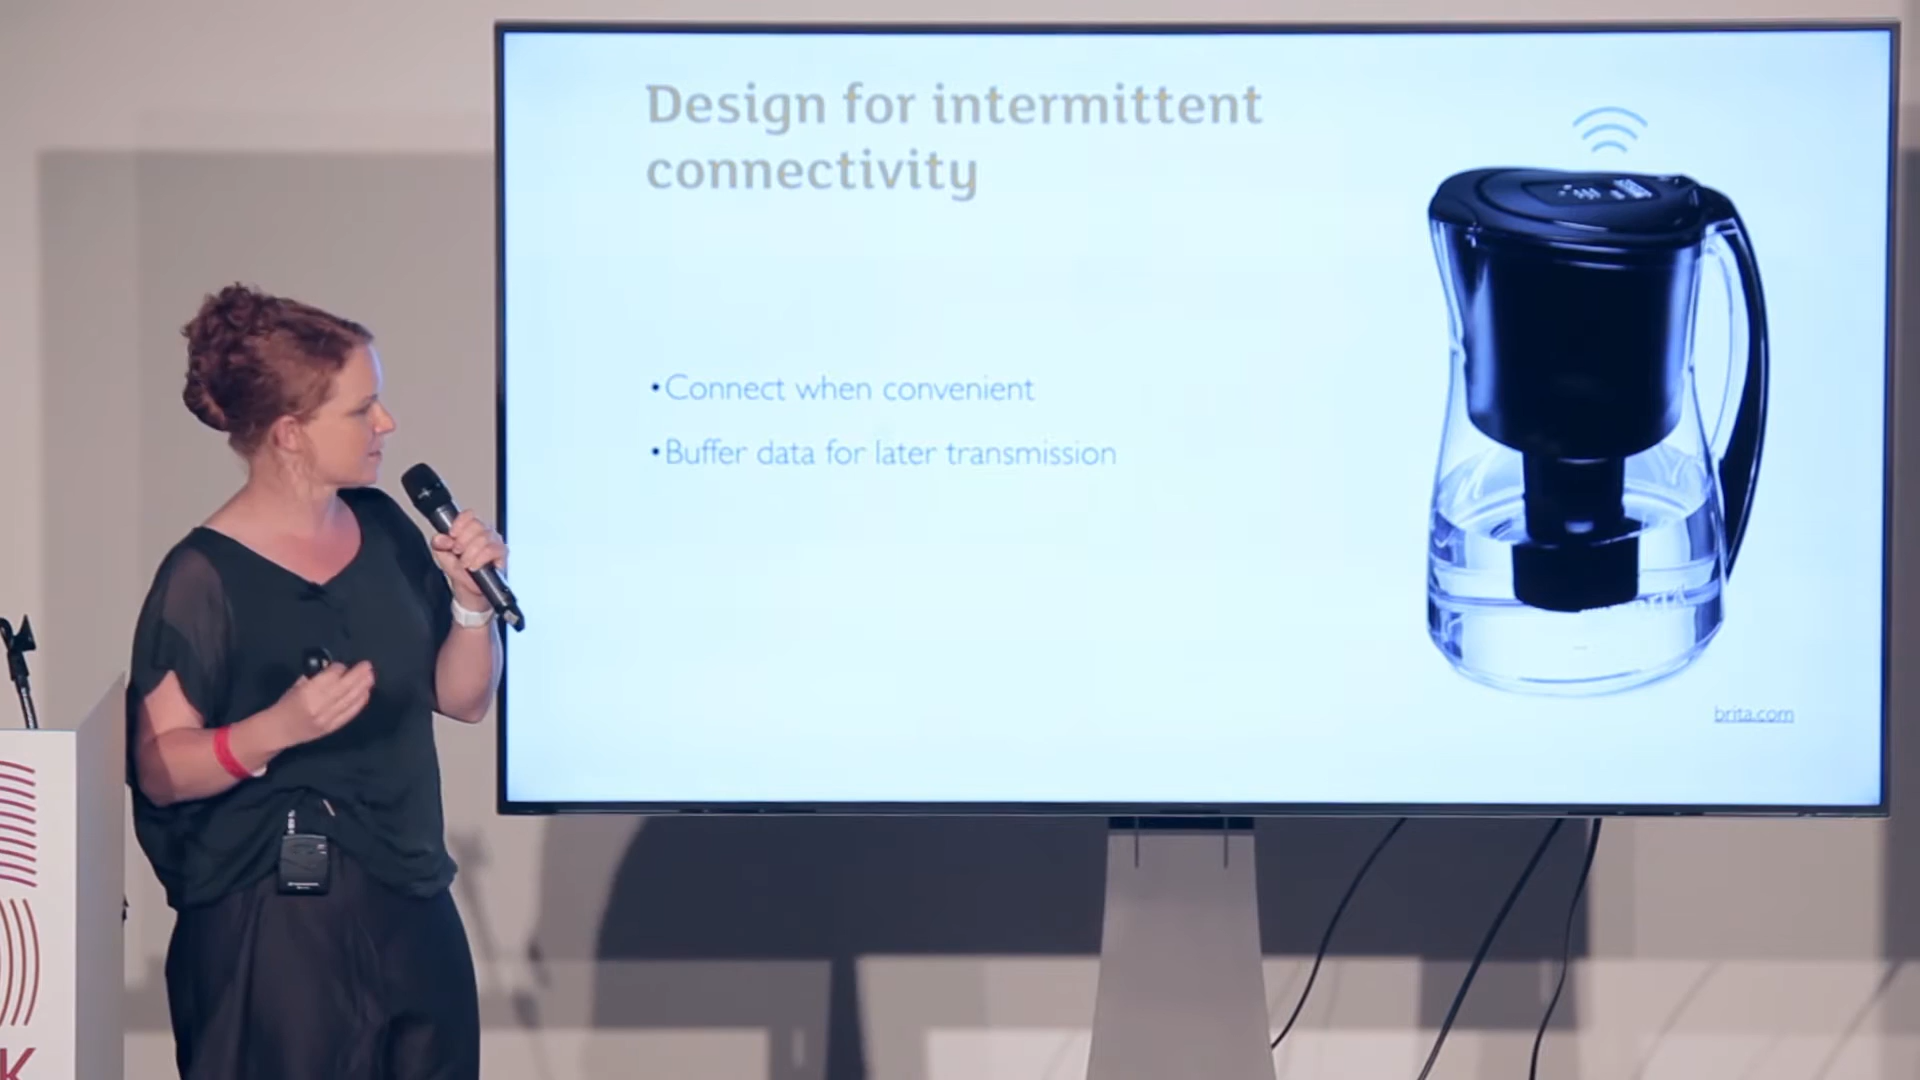 Design for intermittent
connectivity
•Connect when convenient
•Buffer data for later transmission
brita.com
K